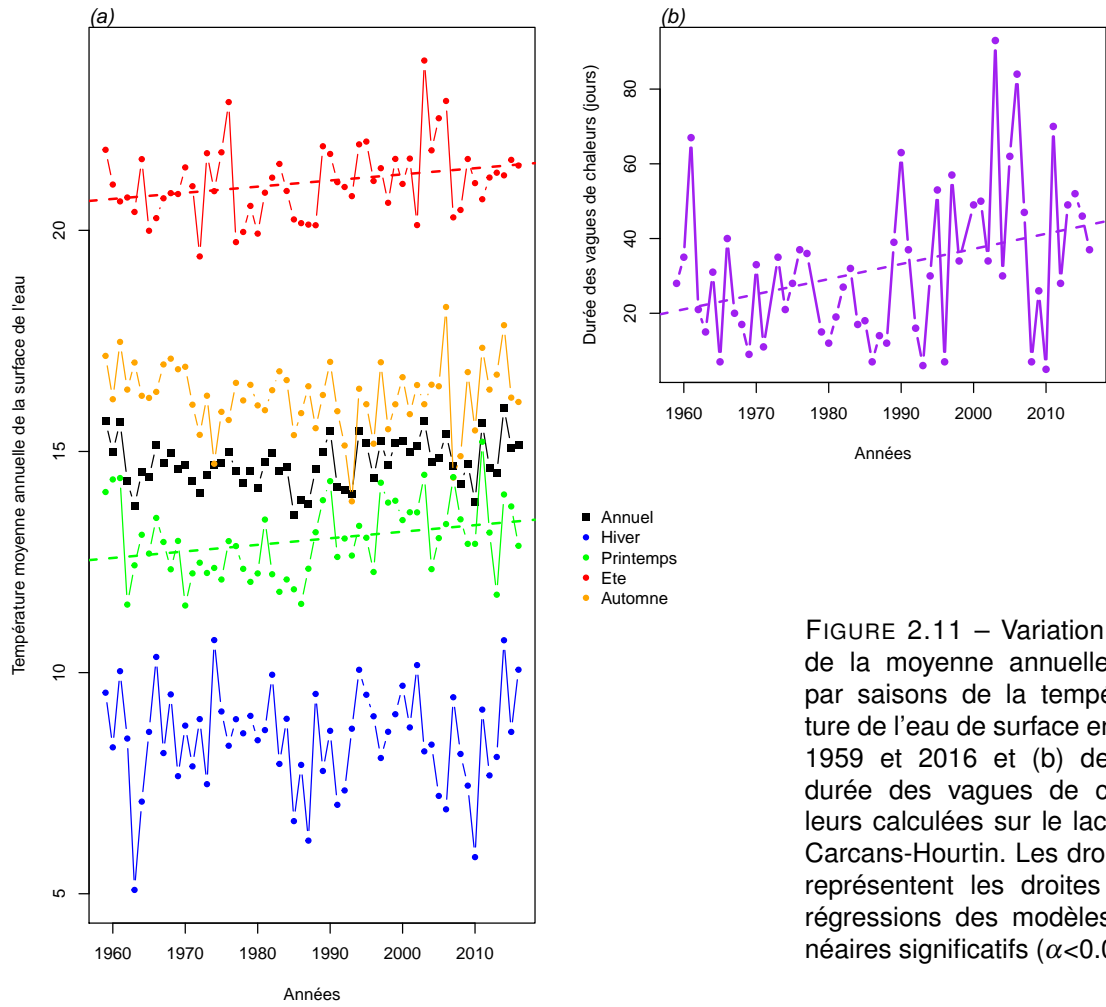 (a)
Température moyenne annuelle de la surface de l'eau
20
15
10
5
1960 1970 1980 1990 2000 2010
Années
(b)
Durée des vagues de chaleurs (jours)
80
60
40
20
1960 1970 1980 1990 2000 2010
Années
Annuel
Hiver
Printemps
Ete
Automne
FIGURE 2.11 – Variation
de la moyenne annuelle
par saisons de la tempé
ture de l'eau de surface en
1959 et 2016 et (b) de
durée des vagues de c
leurs calculées sur le lac
Carcans-Hourtin. Les dro
représentent les droites
régressions des modèles
néaires significatifs (α<0.0